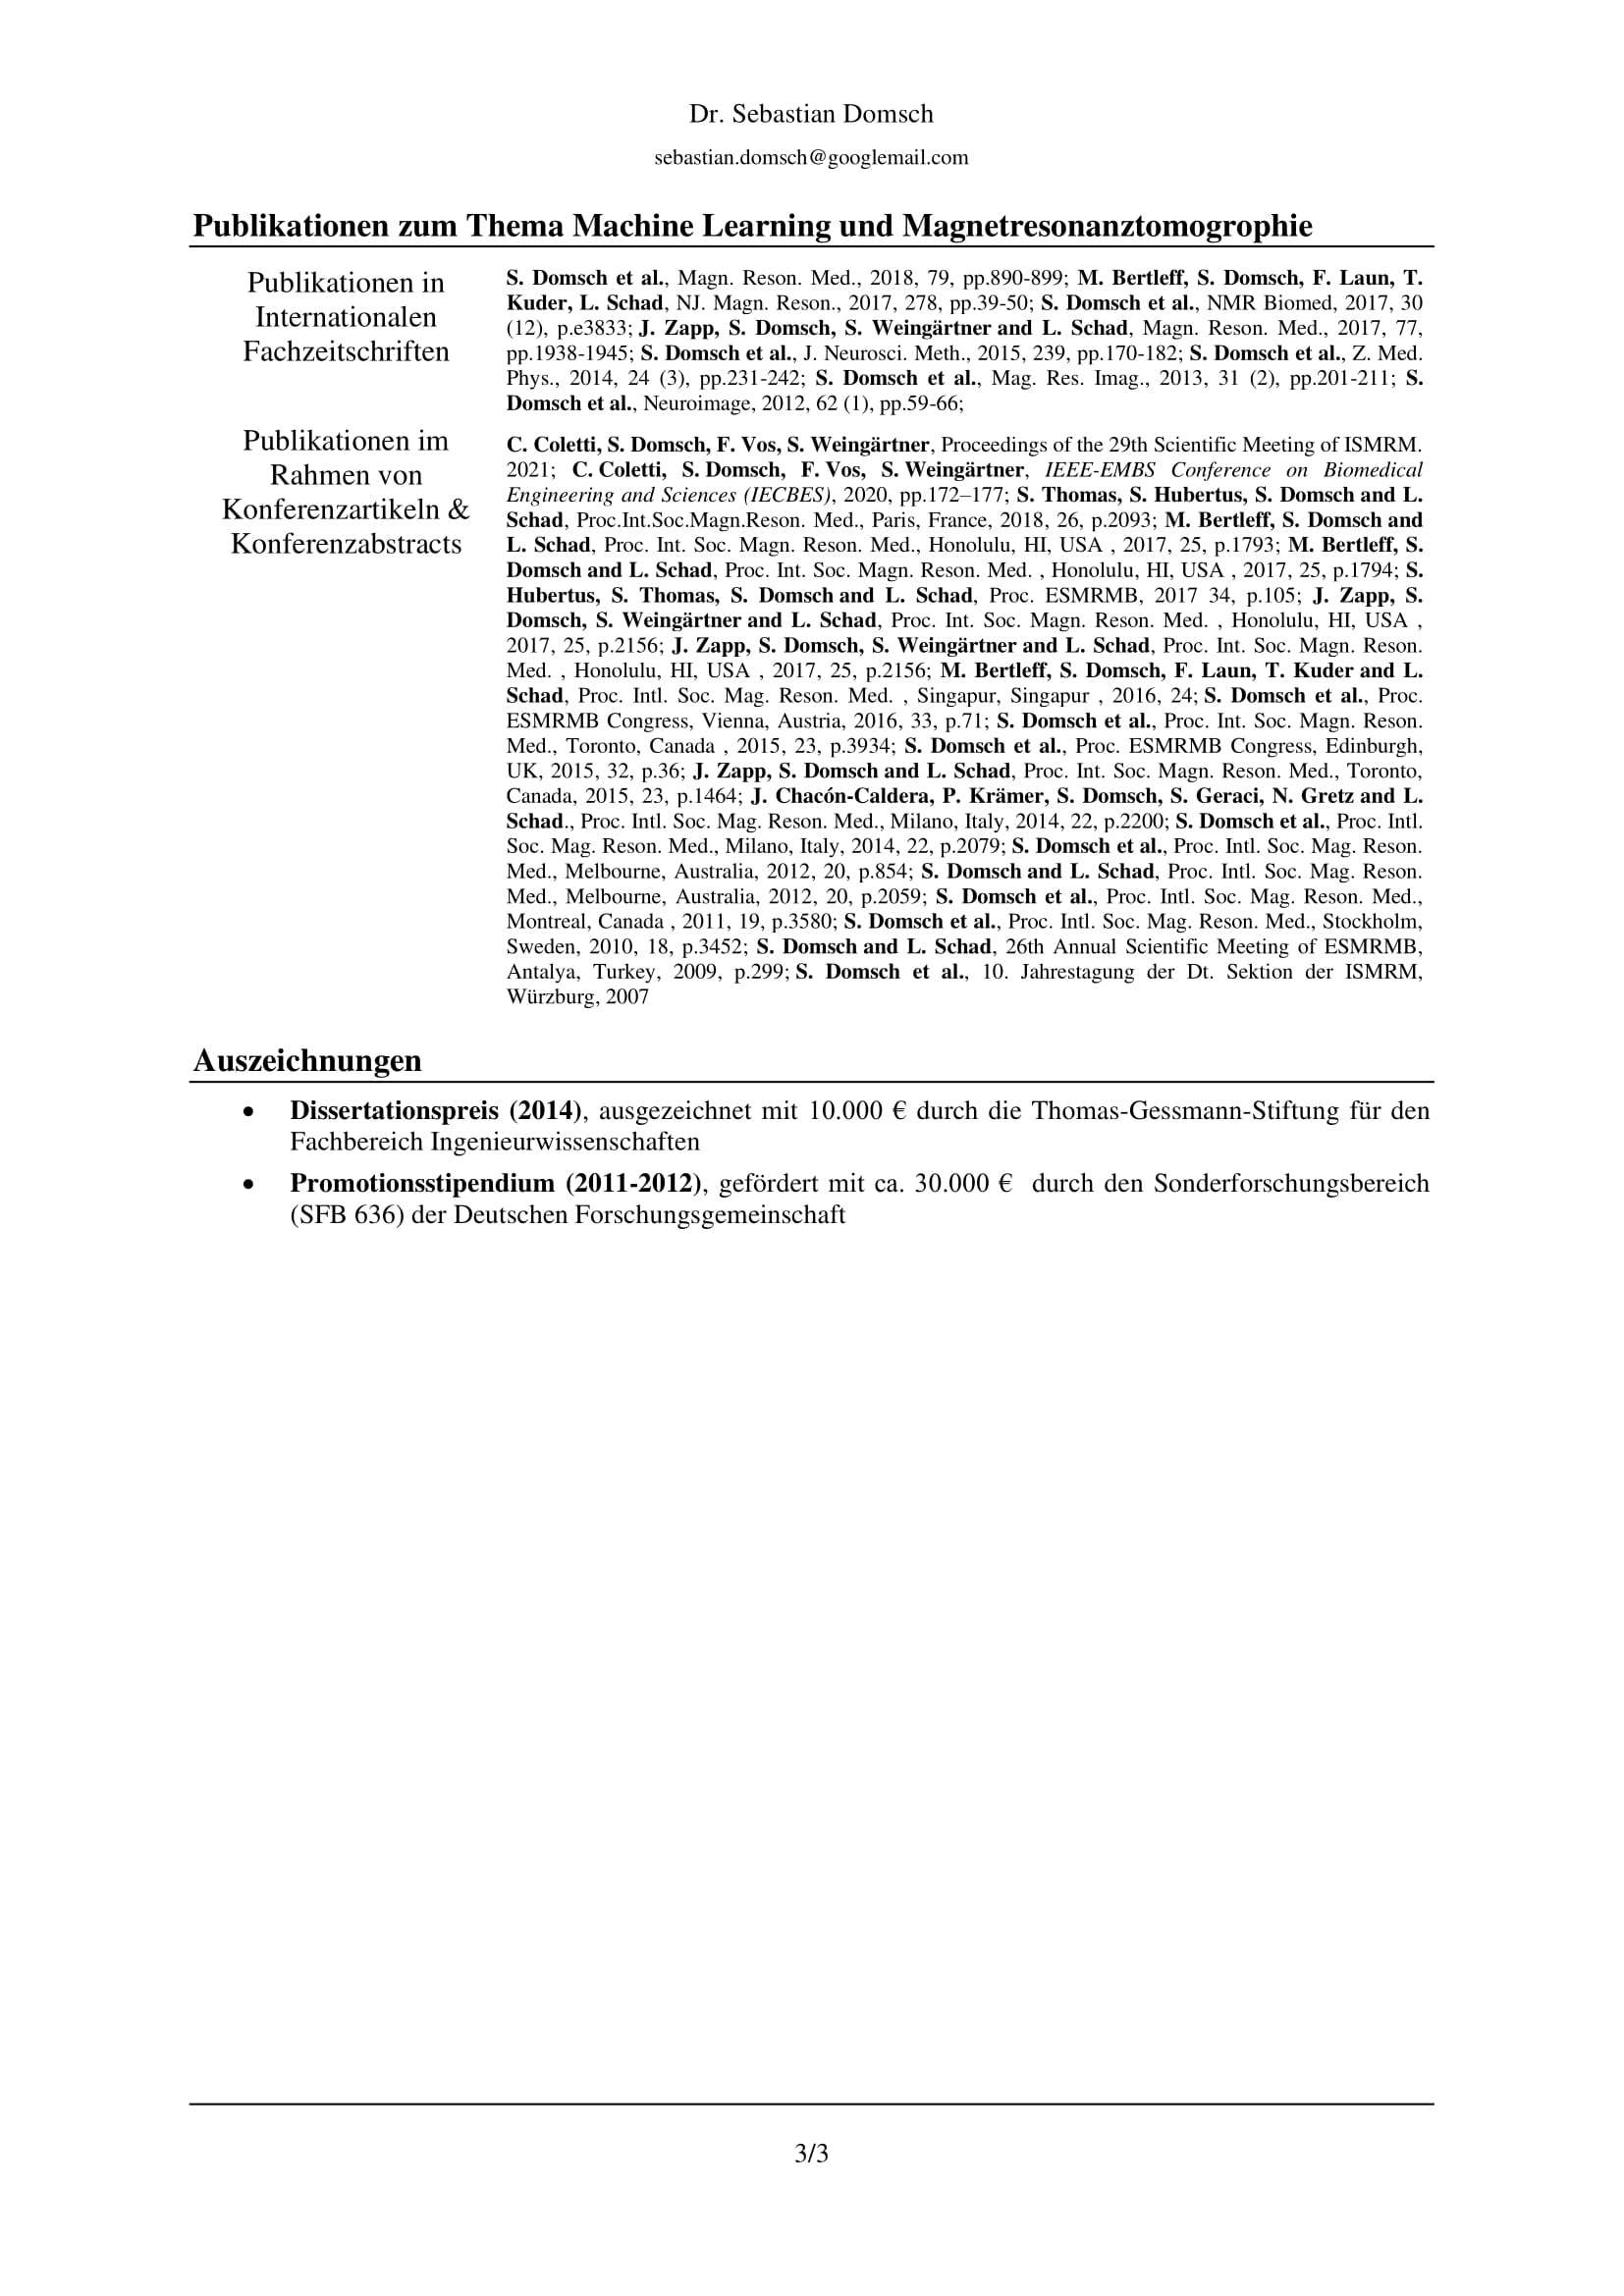 Dr. Sebastian Domsch
sebastian.domsch@googlemail.com
Publikationen zum Thema Machine Learning und Magnetresonanztomogrophie
Publikationen in
Internationalen
Fachzeitschriften
S. Domsch et al., Magn. Reson. Med., 2018, 79, pp.890-899; M. Bertleff, S. Domsch, F. Laun, T.
Kuder, L. Schad, NJ. Magn. Reson., 2017, 278, pp.39-50; S. Domsch et al., NMR Biomed, 2017, 30
(12), p.e3833; J. Zapp, S. Domsch, S. Weingärtner and L. Schad, Magn. Reson. Med., 2017, 77,
pp.1938-1945; S. Domsch et al., J. Neurosci. Meth., 2015, 239, pp.170-182; S. Domsch et al., Z. Med.
Phys., 2014, 24 (3), pp.231-242; S. Domsch et al., Mag. Res. Imag., 2013, 31 (2), pp.201-211; S.
Domsch et al., Neuroimage, 2012, 62 (1), pp.59-66;
Publikationen im
Rahmen von
Konferenzartikeln &
Konferenzabstracts
C. Coletti, S. Domsch, F. Vos, S. Weingärtner, Proceedings of the 29th Scientific Meeting of ISMRM.
2021; C. Coletti, S. Domsch, F. Vos, S. Weingärtner, IEEE-EMBS Conference on Biomedical
Engineering and Sciences (IECBES), 2020, pp.172–177; S. Thomas, S. Hubertus, S. Domsch and L.
Schad, Proc.Int.Soc.Magn.Reson. Med., Paris, France, 2018, 26, p.2093; M. Bertleff, S. Domsch and
L. Schad, Proc. Int. Soc. Magn. Reson. Med., Honolulu, HI, USA , 2017, 25, p.1793; M. Bertleff, S.
Domsch and L. Schad, Proc. Int. Soc. Magn. Reson. Med. , Honolulu, HI, USA , 2017, 25, p.1794; S.
Hubertus, S. Thomas, S. Domsch and L. Schad, Proc. ESMRMB, 2017 34, p.105; J. Zapp, S.
Domsch, S. Weingärtner and L. Schad, Proc. Int. Soc. Magn. Reson. Med. , Honolulu, HI, USA ,
2017, 25, p.2156; J. Zapp, S. Domsch, S. Weingärtner and L. Schad, Proc. Int. Soc. Magn. Reson.
Med. , Honolulu, HI, USA , 2017, 25, p.2156; M. Bertleff, S. Domsch, F. Laun, T. Kuder and L.
Schad, Proc. Intl. Soc. Mag. Reson. Med. , Singapur, Singapur , 2016, 24; S. Domsch et al., Proc.
ESMRMB Congress, Vienna, Austria, 2016, 33, p.71; S. Domsch et al., Proc. Int. Soc. Magn. Reson.
Med., Toronto, Canada , 2015, 23, p.3934; S. Domsch et al., Proc. ESMRMB Congress, Edinburgh,
UK, 2015, 32, p.36; J. Zapp, S. Domsch and L. Schad, Proc. Int. Soc. Magn. Reson. Med., Toronto,
Canada, 2015, 23, p.1464; J. Chacón-Caldera, P. Krämer, S. Domsch, S. Geraci, N. Gretz and L.
Schad., Proc. Intl. Soc. Mag. Reson. Med., Milano, Italy, 2014, 22, p.2200; S. Domsch et al., Proc. Intl.
Soc. Mag. Reson. Med., Milano, Italy, 2014, 22, p.2079; S. Domsch et al., Proc. Intl. Soc. Mag. Reson.
Med., Melbourne, Australia, 2012, 20, p.854; S. Domsch and L. Schad, Proc. Intl. Soc. Mag. Reson.
Med., Melbourne, Australia, 2012, 20, p.2059; S. Domsch et al., Proc. Intl. Soc. Mag. Reson. Med.,
Montreal, Canada , 2011, 19, p.3580; S. Domsch et al., Proc. Intl. Soc. Mag. Reson. Med., Stockholm,
Sweden, 2010, 18, p.3452; S. Domsch and L. Schad, 26th Annual Scientific Meeting of ESMRMB,
Antalya, Turkey, 2009, p.299; S. Domsch et al., 10. Jahrestagung der Dt. Sektion der ISMRM,
Würzburg, 2007
Auszeichnungen
• Dissertationspreis (2014), ausgezeichnet mit 10.000 € durch die Thomas-Gessmann-Stiftung für den
Fachbereich Ingenieurwissenschaften
• Promotionsstipendium (2011-2012), gefördert mit ca. 30.000 € durch den Sonderforschungsbereich
(SFB 636) der Deutschen Forschungsgemeinschaft
3/3